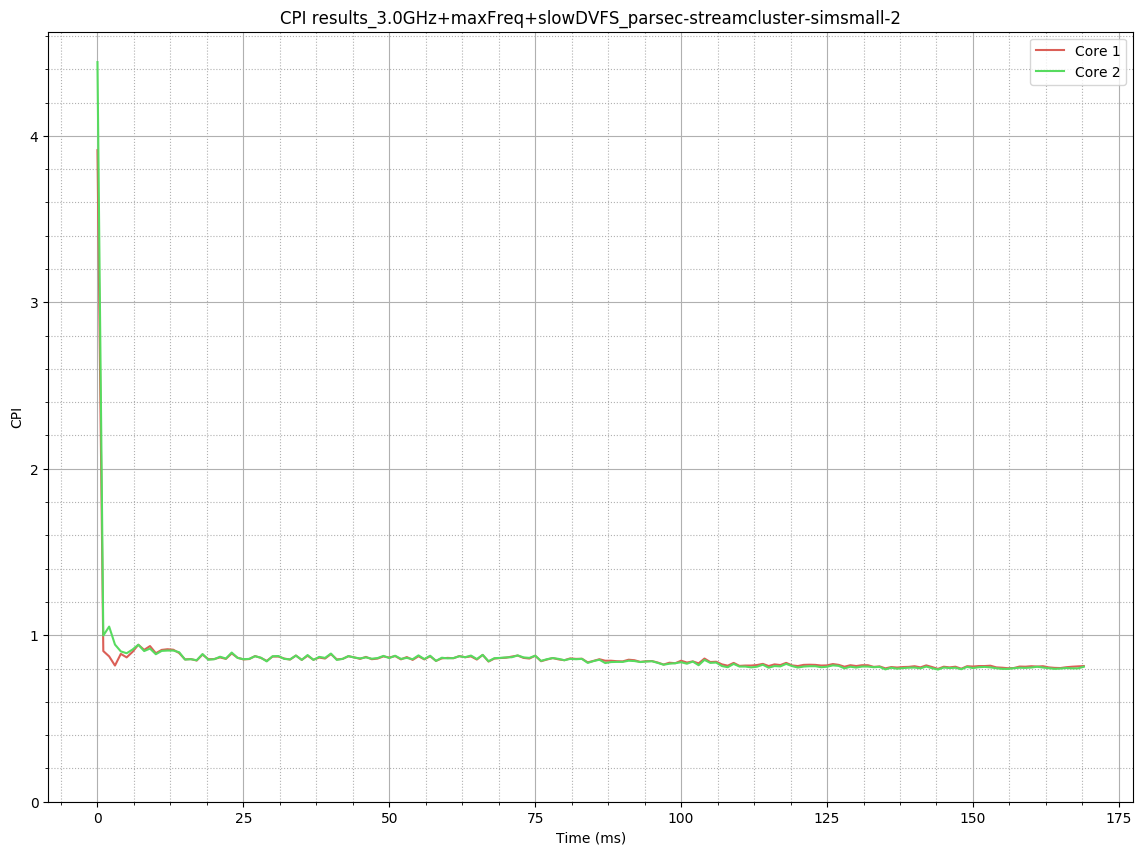 CPI results_3.0GHz+maxFreq+slowDVFS_parsec-streamcluster-simsmall-2
Core 1
Core 2
CPI
4
3
2
1
0
0 25 50 75 100 125 150 175
Time (ms)